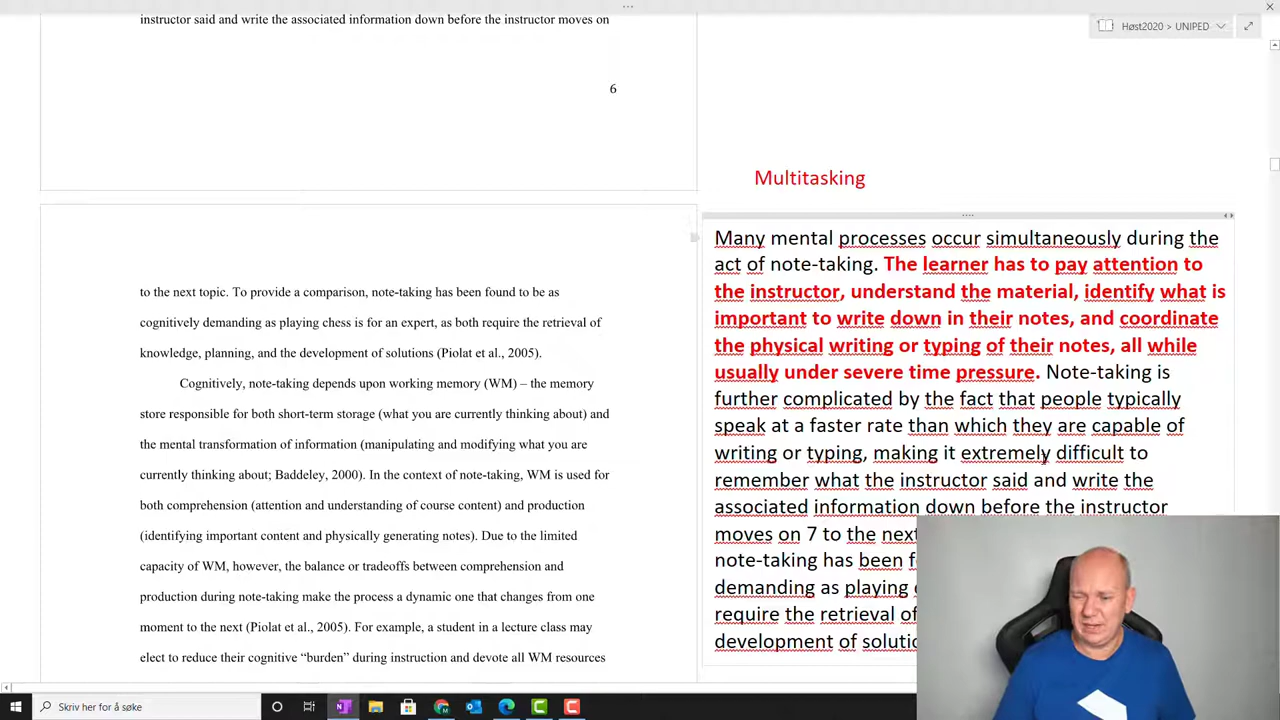 instructor said and write the associated information down before the instructor moves on
6
Høst2020 > UNIPED
Multitasking
to the next topic. To provide a comparison, note-taking has been found to be as
cognitively demanding as playing chess is for an expert, as both require the retrieval of
knowledge, planning, and the development of solutions (Piolat et al., 2005).
Cognitively, note-taking depends upon working memory (WM) – the memory
store responsible for both short-term storage (what you are currently thinking about) and
the mental transformation of information (manipulating and modifying what you are
currently thinking about; Baddeley, 2000). In the context of note-taking, WM is used for
both comprehension (attention and understanding of course content) and production
(identifying important content and physically generating notes). Due to the limited
capacity of WM, however, the balance or tradeoffs between comprehension and
production during note-taking make the process a dynamic one that changes from one
moment to the next (Piolat et al., 2005). For example, a student in a lecture class may
elect to reduce their cognitive “burden” during instruction and devote all WM resources
Many mental processes occur simultaneously during the
act of note-taking. The learner has to pay attention to
the instructor, understand the material, identify what is
important to write down in their notes, and coordinate
the physical writing or typing of their notes, all while
usually under severe time pressure. Note-taking is
further complicated by the fact that people typically
speak at a faster rate than which they are capable of
writing or typing, making it extremely difficult to
remember what the instructor said and write the
associated information down before the instructor
moves on 7 to the next
note-taking has been
demanding as playing
require the retrieval of
development of
Skriv her for å søke